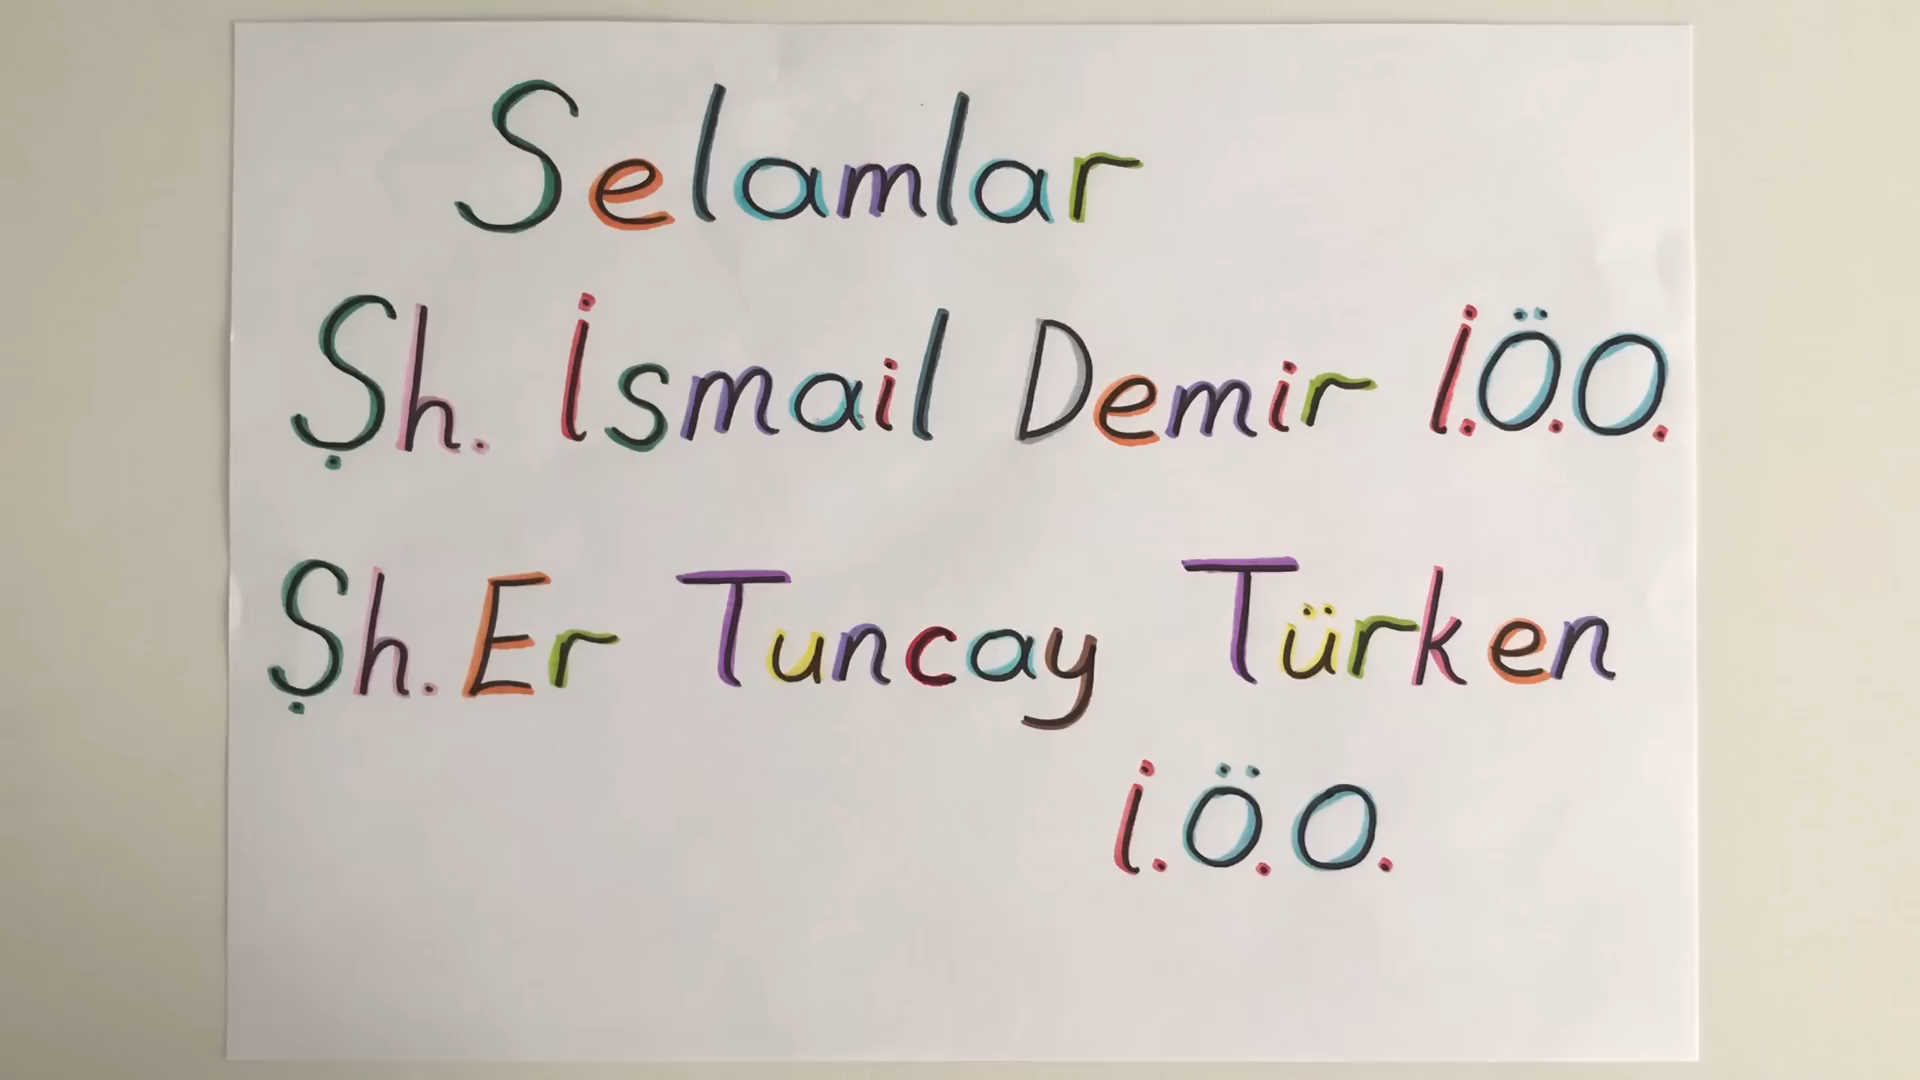 Selamlar
Şh. İsmail Demir İ.Ö.O.
Şh. Er Tuncay Türken
İ.Ö.O.